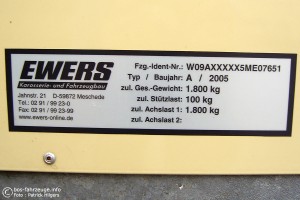 EWERS
Karosserie- und Fahrzeugbau
Jahnstr. 21 D-59872 Meschede
Tel.: 02 91 / 99 23-0
Fax: 02 91 / 99 23-23
www.ewers-online.de
Fzg.-Ident-Nr.: W09AXXXXX5ME07651
Typ / Baujahr: A / 2005
zul. Ges.-Gewicht: 1.800 kg
zul. Stützlast: 100 kg
zul. Achslast 1: 1.800 kg
zul. Achslast 2:
© bos-fahrzeuge.info
Foto: Patrick Hilgers